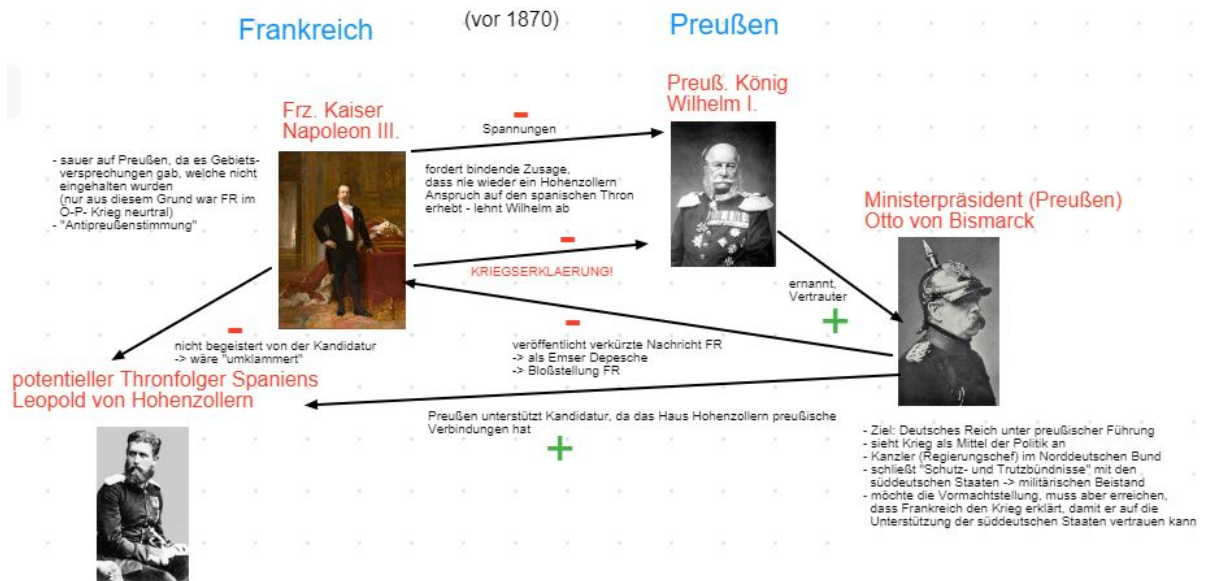 Frankreich
(vor 1870)
Preußen
Frz. Kaiser
Napoleon III.
Preuß. König
Wilhelm I.
Spannungen
- sauer auf Preußen, da es Gebiets-
versprechungen gab, welche nicht
eingehalten wurden
(nur aus diesem Grund war FR im
Ö-P- Krieg neurtral)
- "Antipreußenstimmung"
fordert bindende Zusage,
dass nie wieder ein Hohenzollern
Anspruch auf den spanischen Thron
erhebt - lehnt Wilhelm ab
Ministerpräsident (Preußen)
Otto von Bismarck
KRIEGSERKLAERUNG!
ernannt,
Vertrauter
nicht begeistert von der Kandidatur
-> wäre "umklammert"
veröffentlicht verkürzte Nachricht FR
-> als Emser Depesche
-> Bloßstellung FR
potentieller Thronfolger Spaniens
Leopold von Hohenzollern
Preußen unterstützt Kandidatur, da das Haus Hohenzollern preußische
Verbindungen hat
- Ziel: Deutsches Reich unter preußischer Führung
- sieht Krieg als Mittel der Politik an
- Kanzler (Regierungschef) im Norddeutschen Bund
- schließt "Schutz- und Trutzbündnisse" mit den
süddeutschen Staaten -> militärischen Beistand
- möchte die Vormachtstellung, muss aber erreichen,
dass Frankreich den Krieg erklärt, damit er auf die
Unterstützung der süddeutschen Staaten vertrauen kann